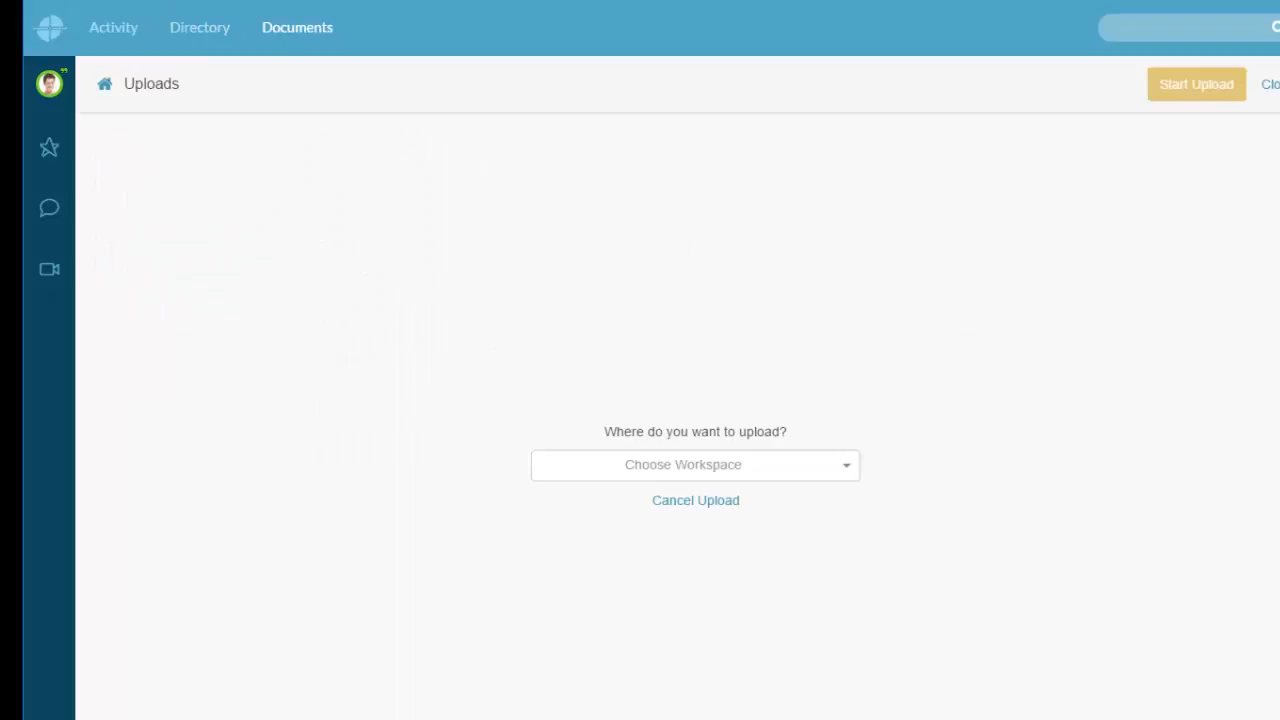 Activity Directory Documents
Uploads
Start Upload
Where do you want to upload?
Choose Workspace
Cancel Upload